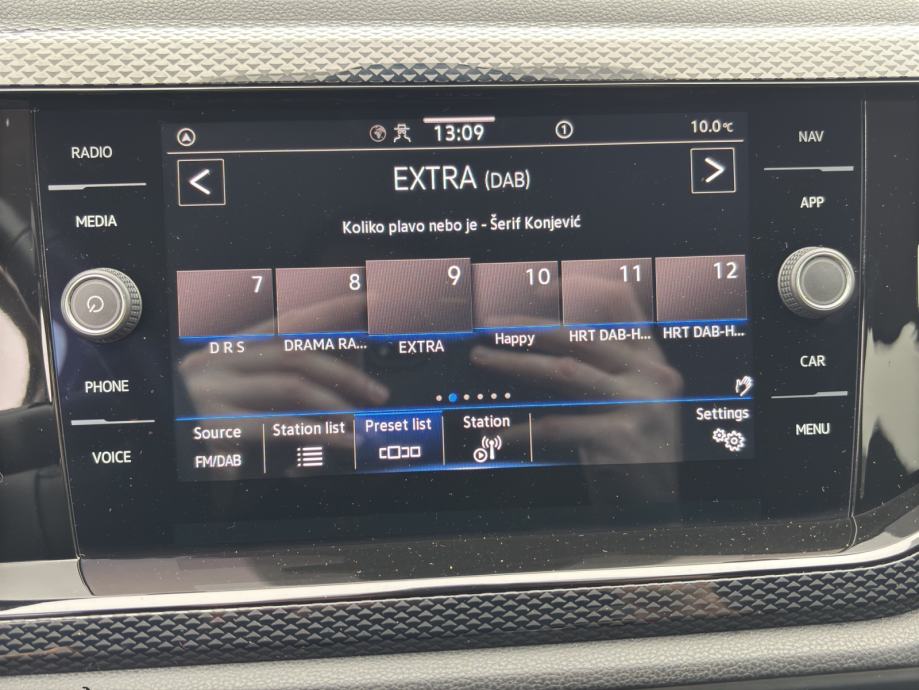 RADIO
MEDIA
PHONE
VOICE
13:09
1
10.0°C
< EXTRA (DAB) >
Koliko plavo nebo je - Šerif Konjević
7 8 9 10 11 12
D R S DRAMA RA... EXTRA Happy HRT DAB-H... HRT DAB-H...
Source Station list Preset list Station Settings
FM/DAB
NAV
APP
CAR
MENU